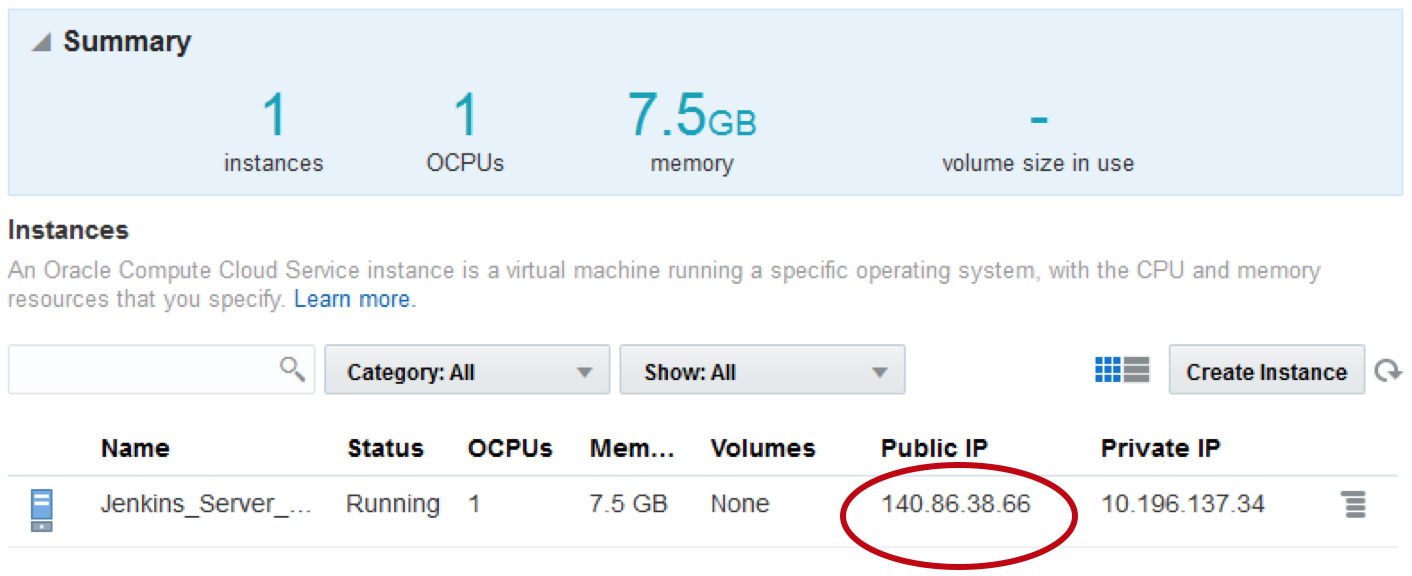 Summary
1 1 7.5GB -
instances OCPUs memory volume size in use
Instances
An Oracle Compute Cloud Service instance is a virtual machine running a specific operating system, with the CPU and memory
resources that you specify. Learn more.
Category: All Show: All Create Instance
Name Status OCPUs Mem... Volumes Public IP Private IP
Jenkins_Server_... Running 1 7.5 GB None 140.86.38.66 10.196.137.34